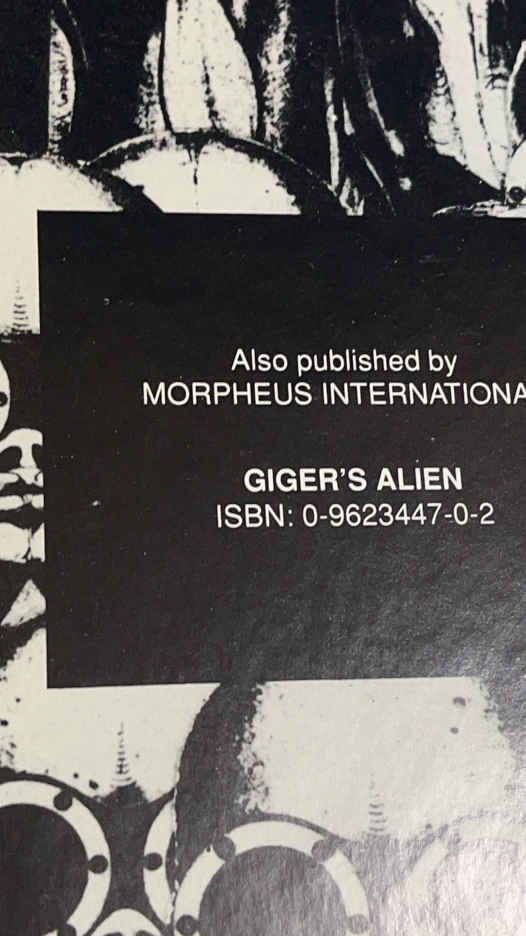 Also published by
MORPHEUS INTERNATIONA
GIGER'S ALIEN
ISBN: 0-9623447-0-2